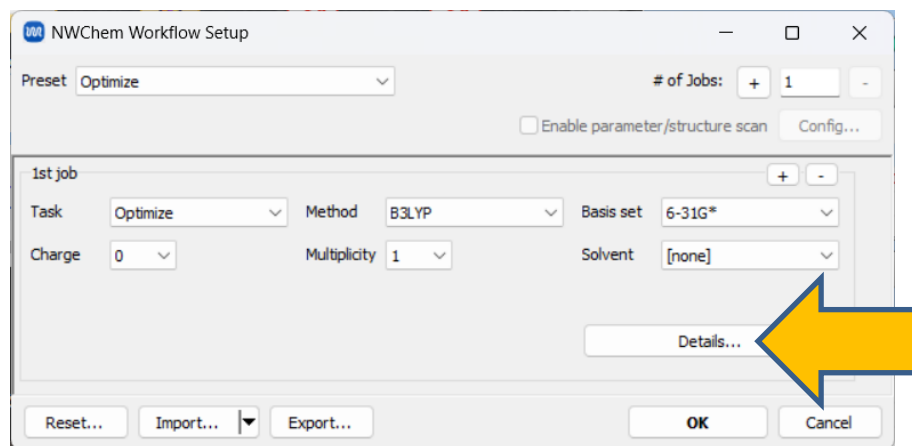 NWChem Workflow Setup
Preset Optimize # of Jobs: + 1 -
Enable parameter/structure scan Config...
1st job + -
Task Optimize Method B3LYP Basis set 6-31G*
Charge 0 Multiplicity 1 Solvent [none]
Details...
Reset... Import... Export... OK Cancel